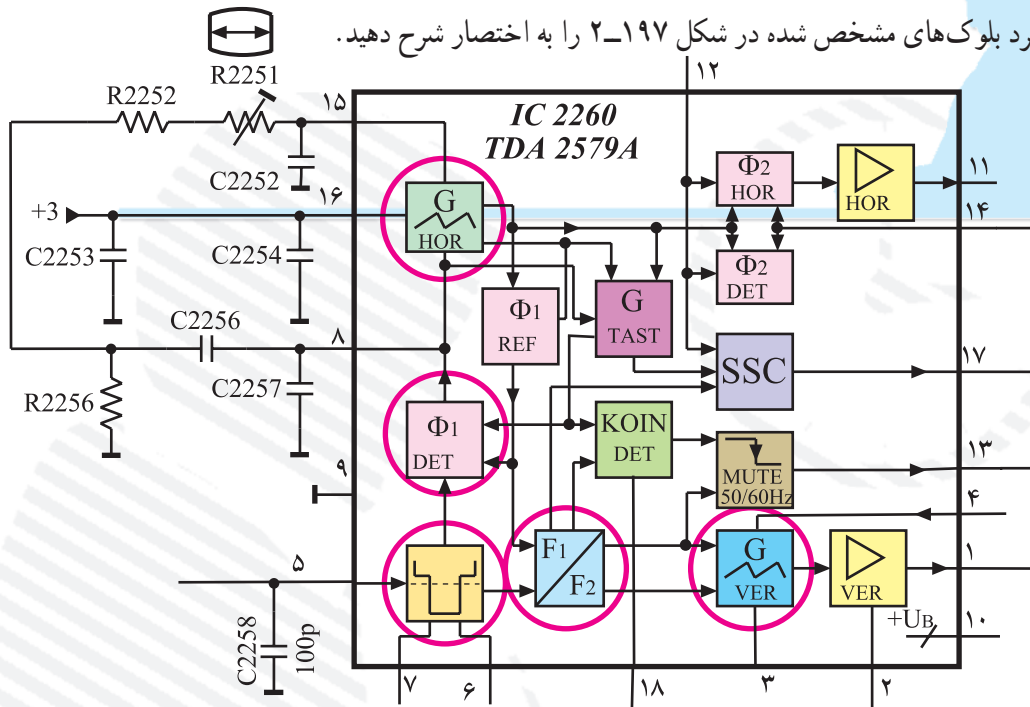 رد بلوک‌های مشخص شده در شکل ۱۹۷ــ۲ را به اختصار شرح دهید.
۱۲
R2251
R2252
۱۵
IC 2260
TDA 2579A
C2252
۱۶
+3
G
HOR
Φ2
HOR
HOR
۱۱
۱۴
C2253
C2254
Φ1
REF
G
TAST
Φ2
DET
C2256
۸
SSC
۱۷
R2256
C2257
Φ1
DET
KOIN
DET
MUTE
50/60Hz
۱۳
۹
۴
۵
F1
F2
G
VER
VER
۱
C2258
100p
+UB
۱۰
۷
۶
۱۸
۳
۲